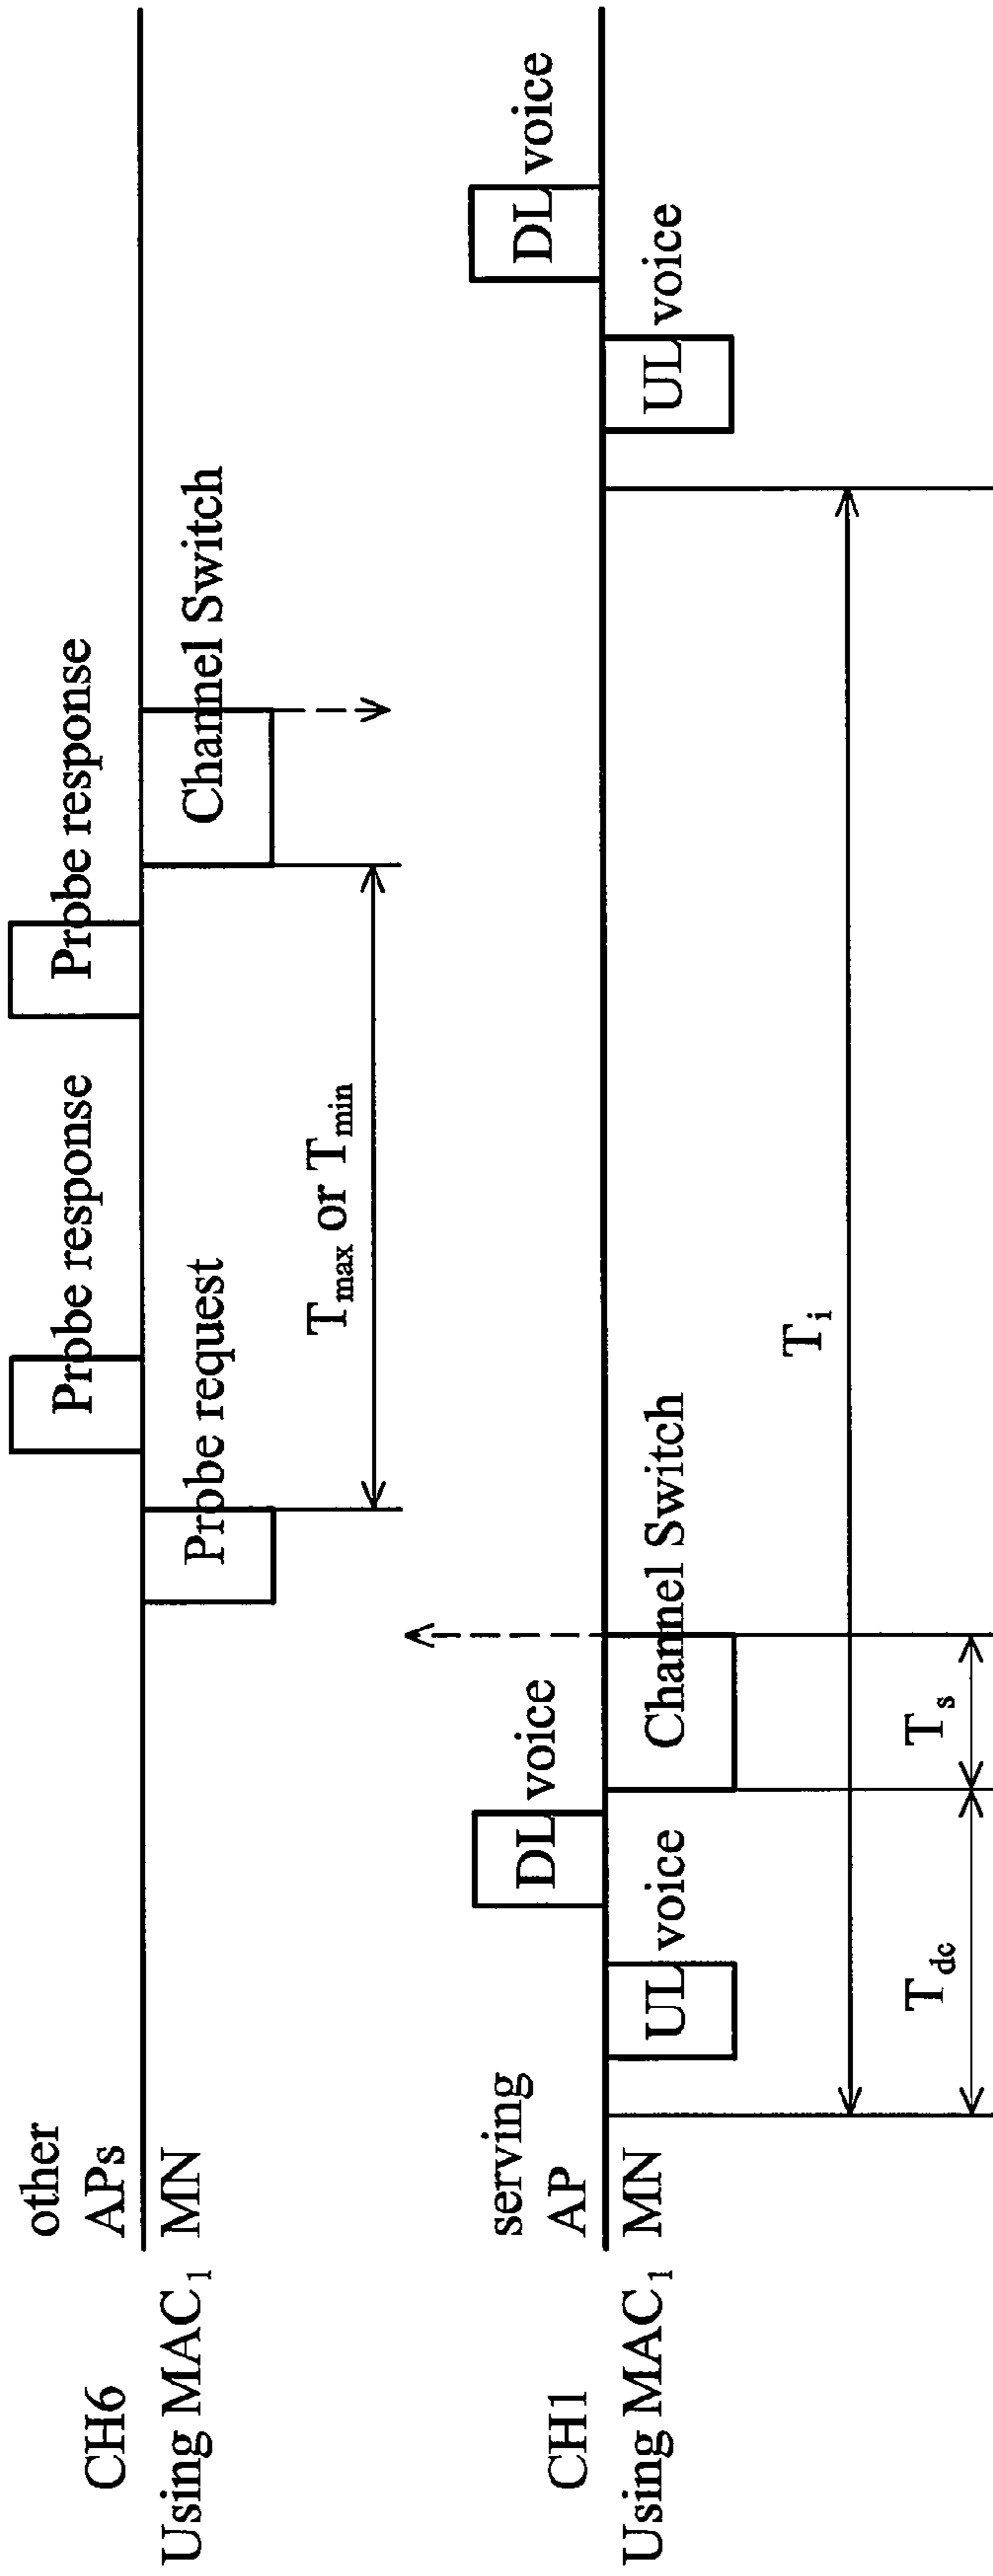 other
APs
CH6
MN
Using MAC1
Probe response
Probe response
Probe request
Channel Switch
Tmax or Tmin
serving
AP
CH1
MN
Using MAC1
DL voice
UL voice
Channel Switch
DL voice
UL voice
Ti
Tdc
Ts